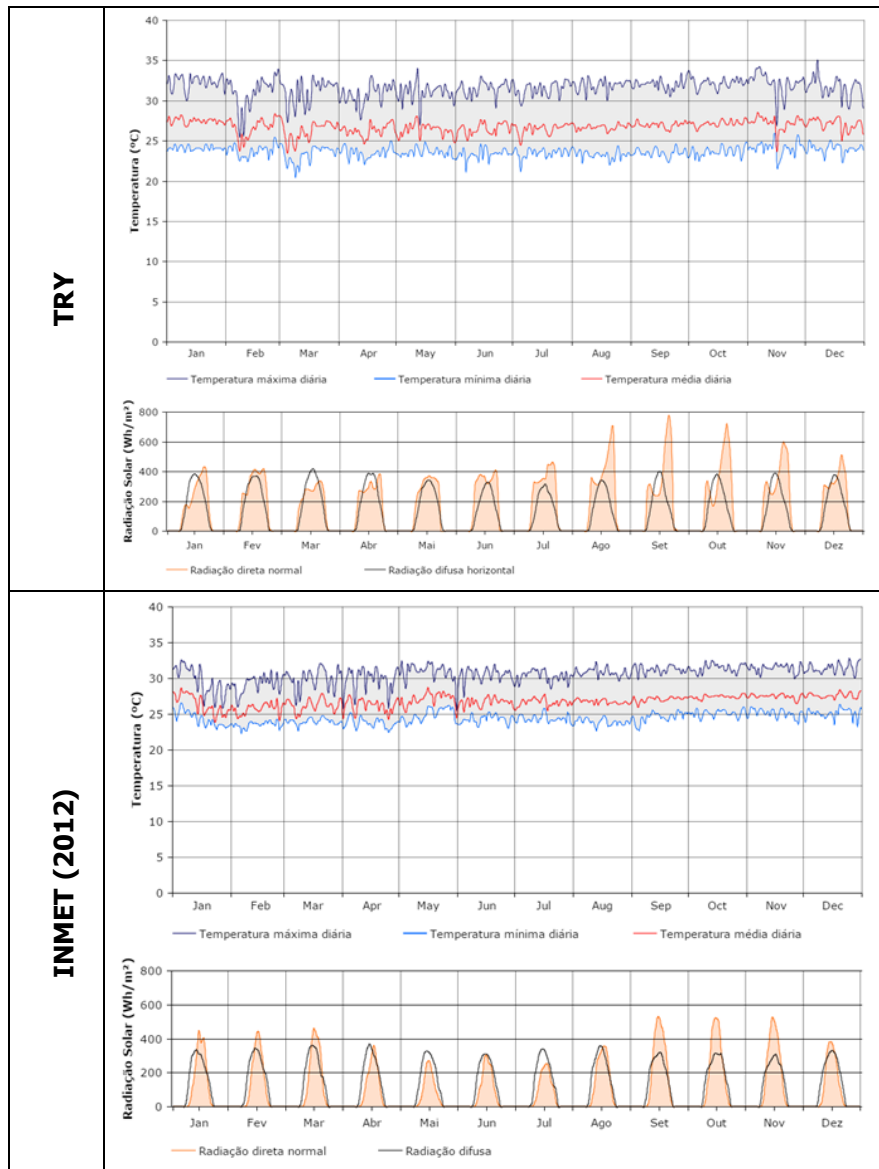 TRY
Temperatura (ºC)
40
35
30
25
20
15
10
5
0
Jan Feb Mar Apr May Jun Jul Aug Sep Oct Nov Dec
Temperatura máxima diária Temperatura mínima diária Temperatura média diária
Radiação Solar (Wh/m²)
800
600
400
200
0
Jan Fev Mar Abr Mai Jun Jul Ago Set Out Nov Dez
Radiação direta normal Radiação difusa horizontal
INMET (2012)
Temperatura (ºC)
40
35
30
25
20
15
10
5
0
Jan Feb Mar Apr May Jun Jul Aug Sep Oct Nov Dec
Temperatura máxima diária Temperatura mínima diária Temperatura média diária
Radiação Solar (Wh/m²)
800
600
400
200
0
Jan Fev Mar Abr Mai Jun Jul Ago Set Out Nov Dez
Radiação direta normal Radiação difusa